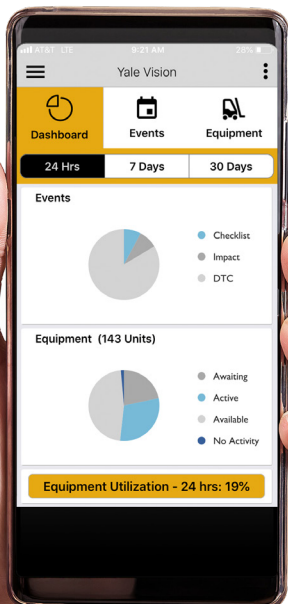 AT&T LTE 9:21 AM 28%
Yale Vision
Dashboard Events Equipment
24 Hrs 7 Days 30 Days
Events
Checklist
Impact
DTC
Equipment (143 Units)
Awaiting
Active
Available
No Activity
Equipment Utilization - 24 hrs: 19%